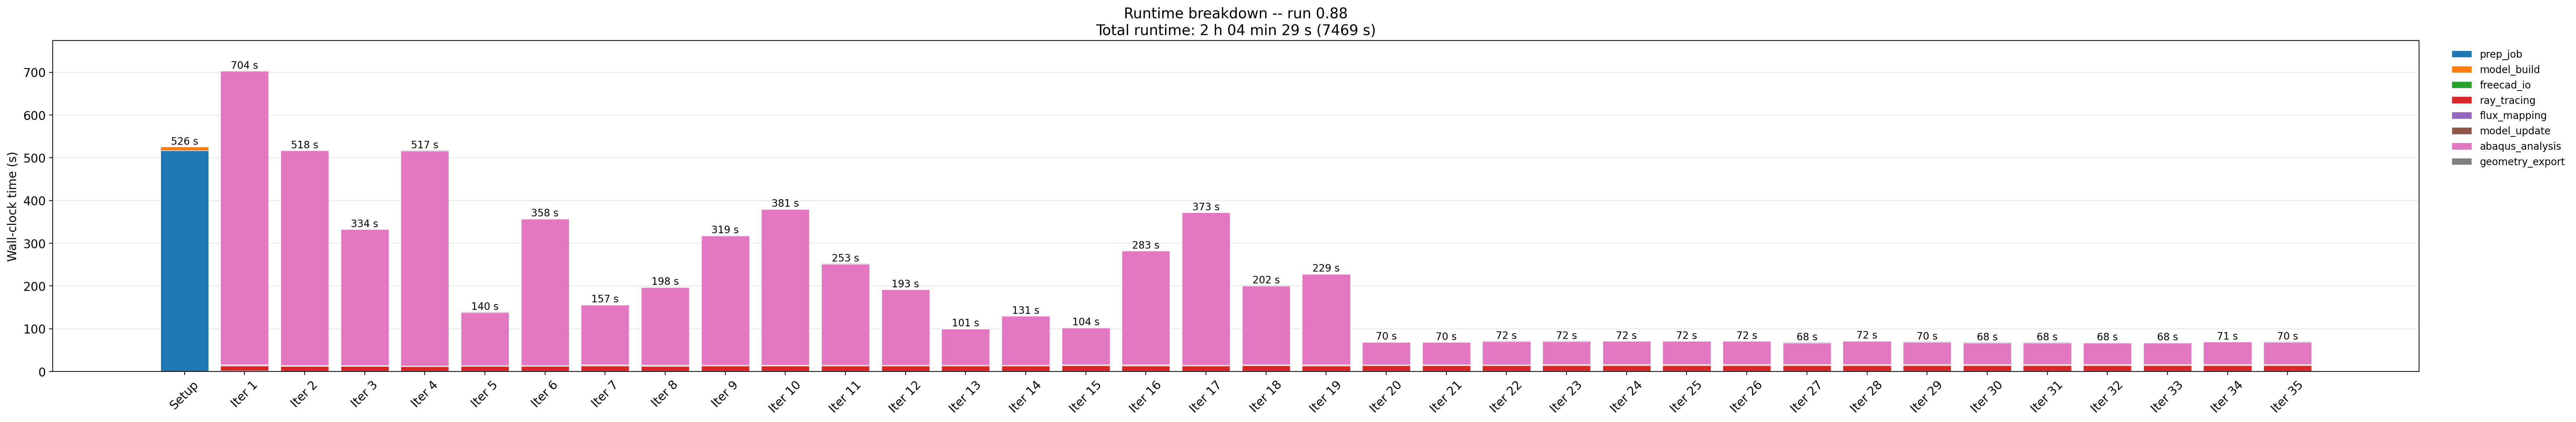 Runtime breakdown -- run 0.88
Total runtime: 2 h 04 min 29 s (7469 s)
Wall-clock time (s)
700
600
500
400
300
200
100
0
526 s
704 s
518 s
334 s
517 s
140 s
358 s
157 s
198 s
319 s
381 s
253 s
193 s
101 s
131 s
104 s
283 s
373 s
202 s
229 s
70 s
70 s
72 s
72 s
72 s
72 s
72 s
68 s
72 s
70 s
68 s
68 s
68 s
68 s
71 s
70 s
Setup
Iter 1
Iter 2
Iter 3
Iter 4
Iter 5
Iter 6
Iter 7
Iter 8
Iter 9
Iter 10
Iter 11
Iter 12
Iter 13
Iter 14
Iter 15
Iter 16
Iter 17
Iter 18
Iter 19
Iter 20
Iter 21
Iter 22
Iter 23
Iter 24
Iter 25
Iter 26
Iter 27
Iter 28
Iter 29
Iter 30
Iter 31
Iter 32
Iter 33
Iter 34
Iter 35
prep_job
model_build
freecad_io
ray_tracing
flux_mapping
model_update
abaqus_analysis
geometry_export